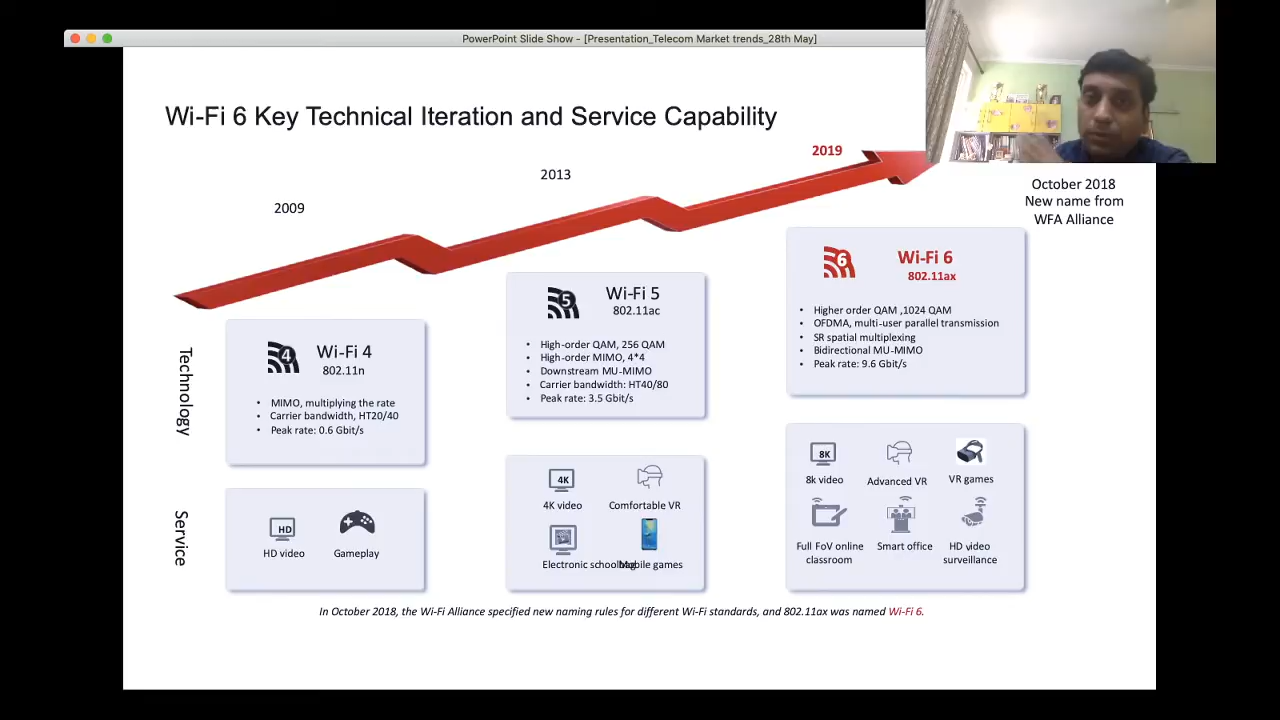 PowerPoint Slide Show - [Presentation_Telecom Market trends_28th May]
Wi-Fi 6 Key Technical Iteration and Service Capability
2009
2013
2019
October 2018
New name from
WFA Alliance
Technology
4
Wi-Fi 4
802.11n
• MIMO, multiplying the rate
• Carrier bandwidth, HT20/40
• Peak rate: 0.6 Gbit/s
5
Wi-Fi 5
802.11ac
• High-order QAM, 256 QAM
• High-order MIMO, 4*4
• Downstream MU-MIMO
• Carrier bandwidth: HT40/80
• Peak rate: 3.5 Gbit/s
6
Wi-Fi 6
802.11ax
• Higher order QAM ,1024 QAM
• OFDMA, multi-user parallel transmission
• SR spatial multiplexing
• Bidirectional MU-MIMO
• Peak rate: 9.6 Gbit/s
Service
HD
HD video
Gameplay
4K
4K video
Comfortable VR
Electronic schooling
Mobile games
8K
8k video
Advanced VR
VR games
Full FoV online
classroom
Smart office
HD video
surveillance
In October 2018, the Wi-Fi Alliance specified new naming rules for different Wi-Fi standards, and 802.11ax was named Wi-Fi 6.